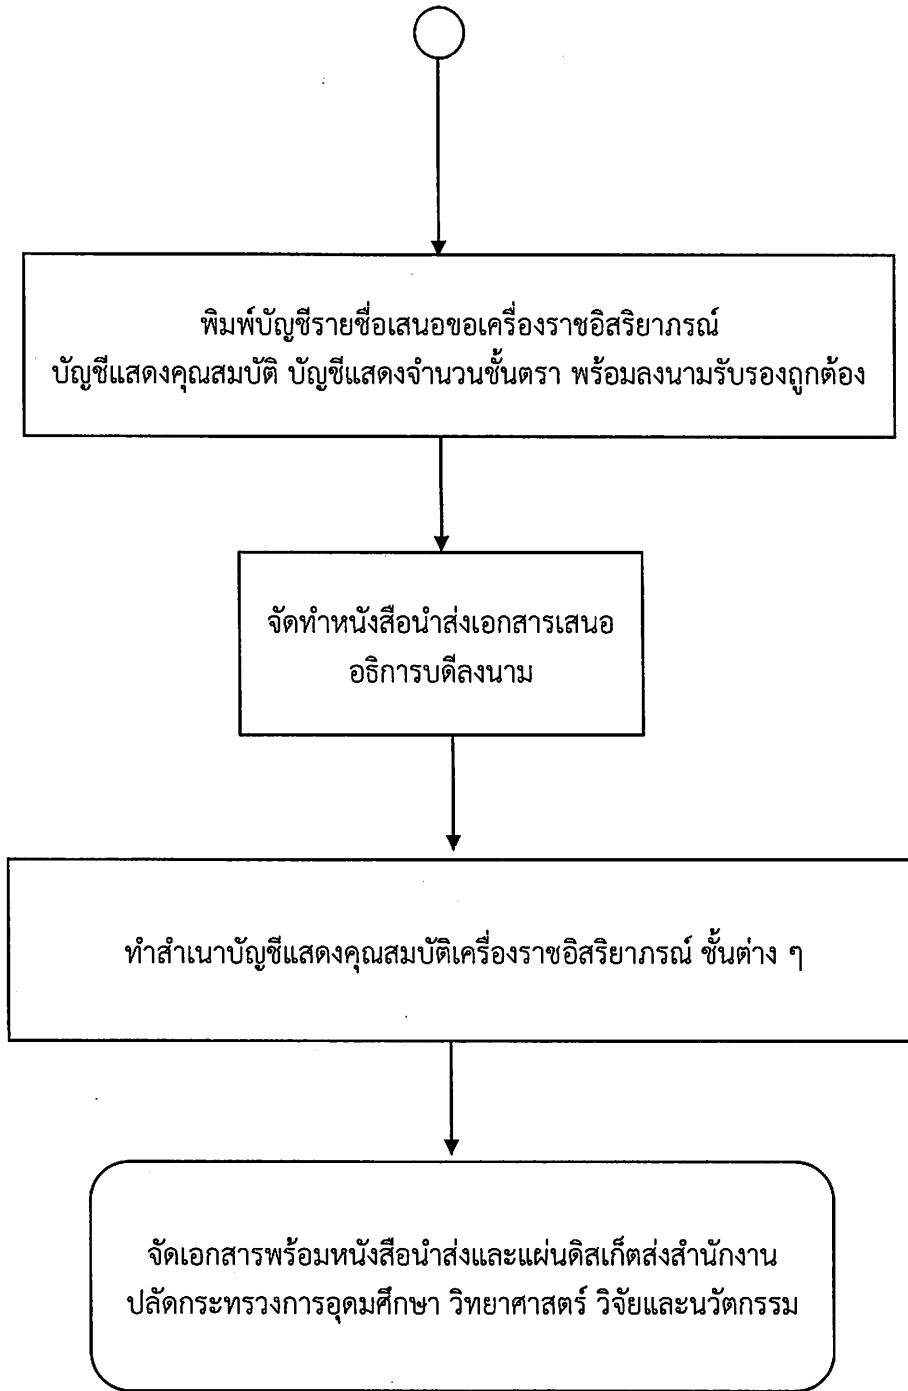 พิมพ์บัญชีรายชื่อเสนอขอเครื่องราชอิสริยาภรณ์
บัญชีแสดงคุณสมบัติ บัญชีแสดงจำนวนชั้นตรา พร้อมลงนามรับรองถูกต้อง
จัดทำหนังสือนำส่งเอกสารเสนอ
อธิการบดีลงนาม
ทำสำเนาบัญชีแสดงคุณสมบัติเครื่องราชอิสริยาภรณ์ ชั้นต่าง ๆ
จัดเอกสารพร้อมหนังสือนำส่งและแผ่นดิสเก็ตส่งสำนักงาน
ปลัดกระทรวงการอุดมศึกษา วิทยาศาสตร์ วิจัยและนวัตกรรม